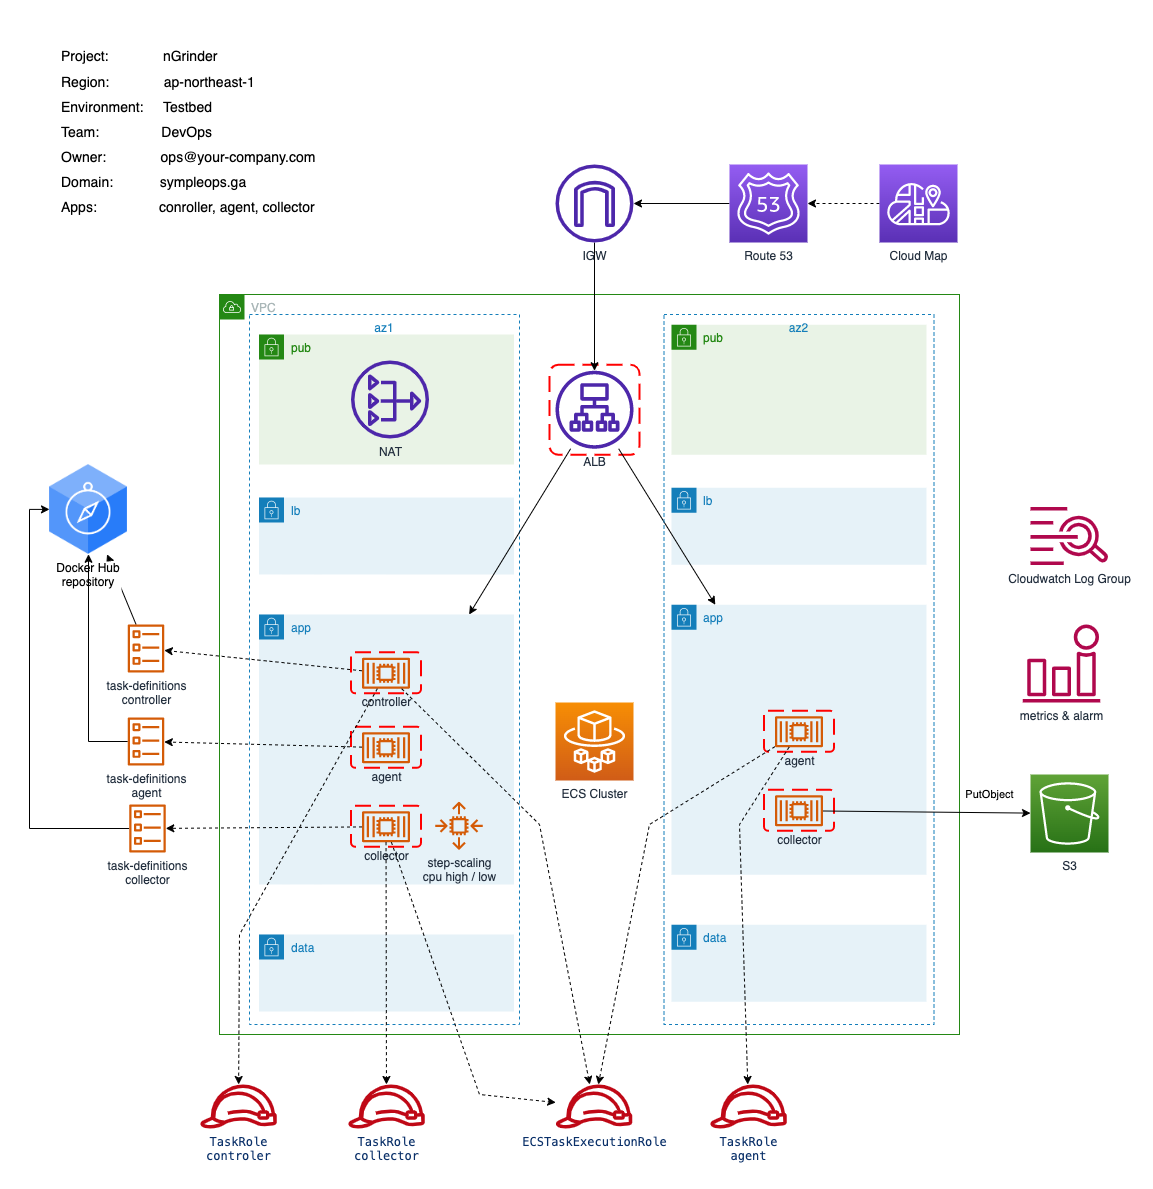 Project: nGrinder
Region: ap-northeast-1
Environment: Testbed
Team: DevOps
Owner: ops@your-company.com
Domain: sympleops.ga
Apps: conroller, agent, collector
53
IGW
Route 53
Cloud Map
VPC
az1
az2
pub
pub
NAT
ALB
lb
lb
Docker Hub
repository
Cloudwatch Log Group
app
app
task-definitions
controller
controller
metrics & alarm
agent
agent
task-definitions
agent
ECS Cluster
PutObject
collector
collector
step-scaling
cpu high / low
task-definitions
collector
S3
data
data
TaskRole
controler
TaskRole
collector
ECSTaskExecutionRole
TaskRole
agent